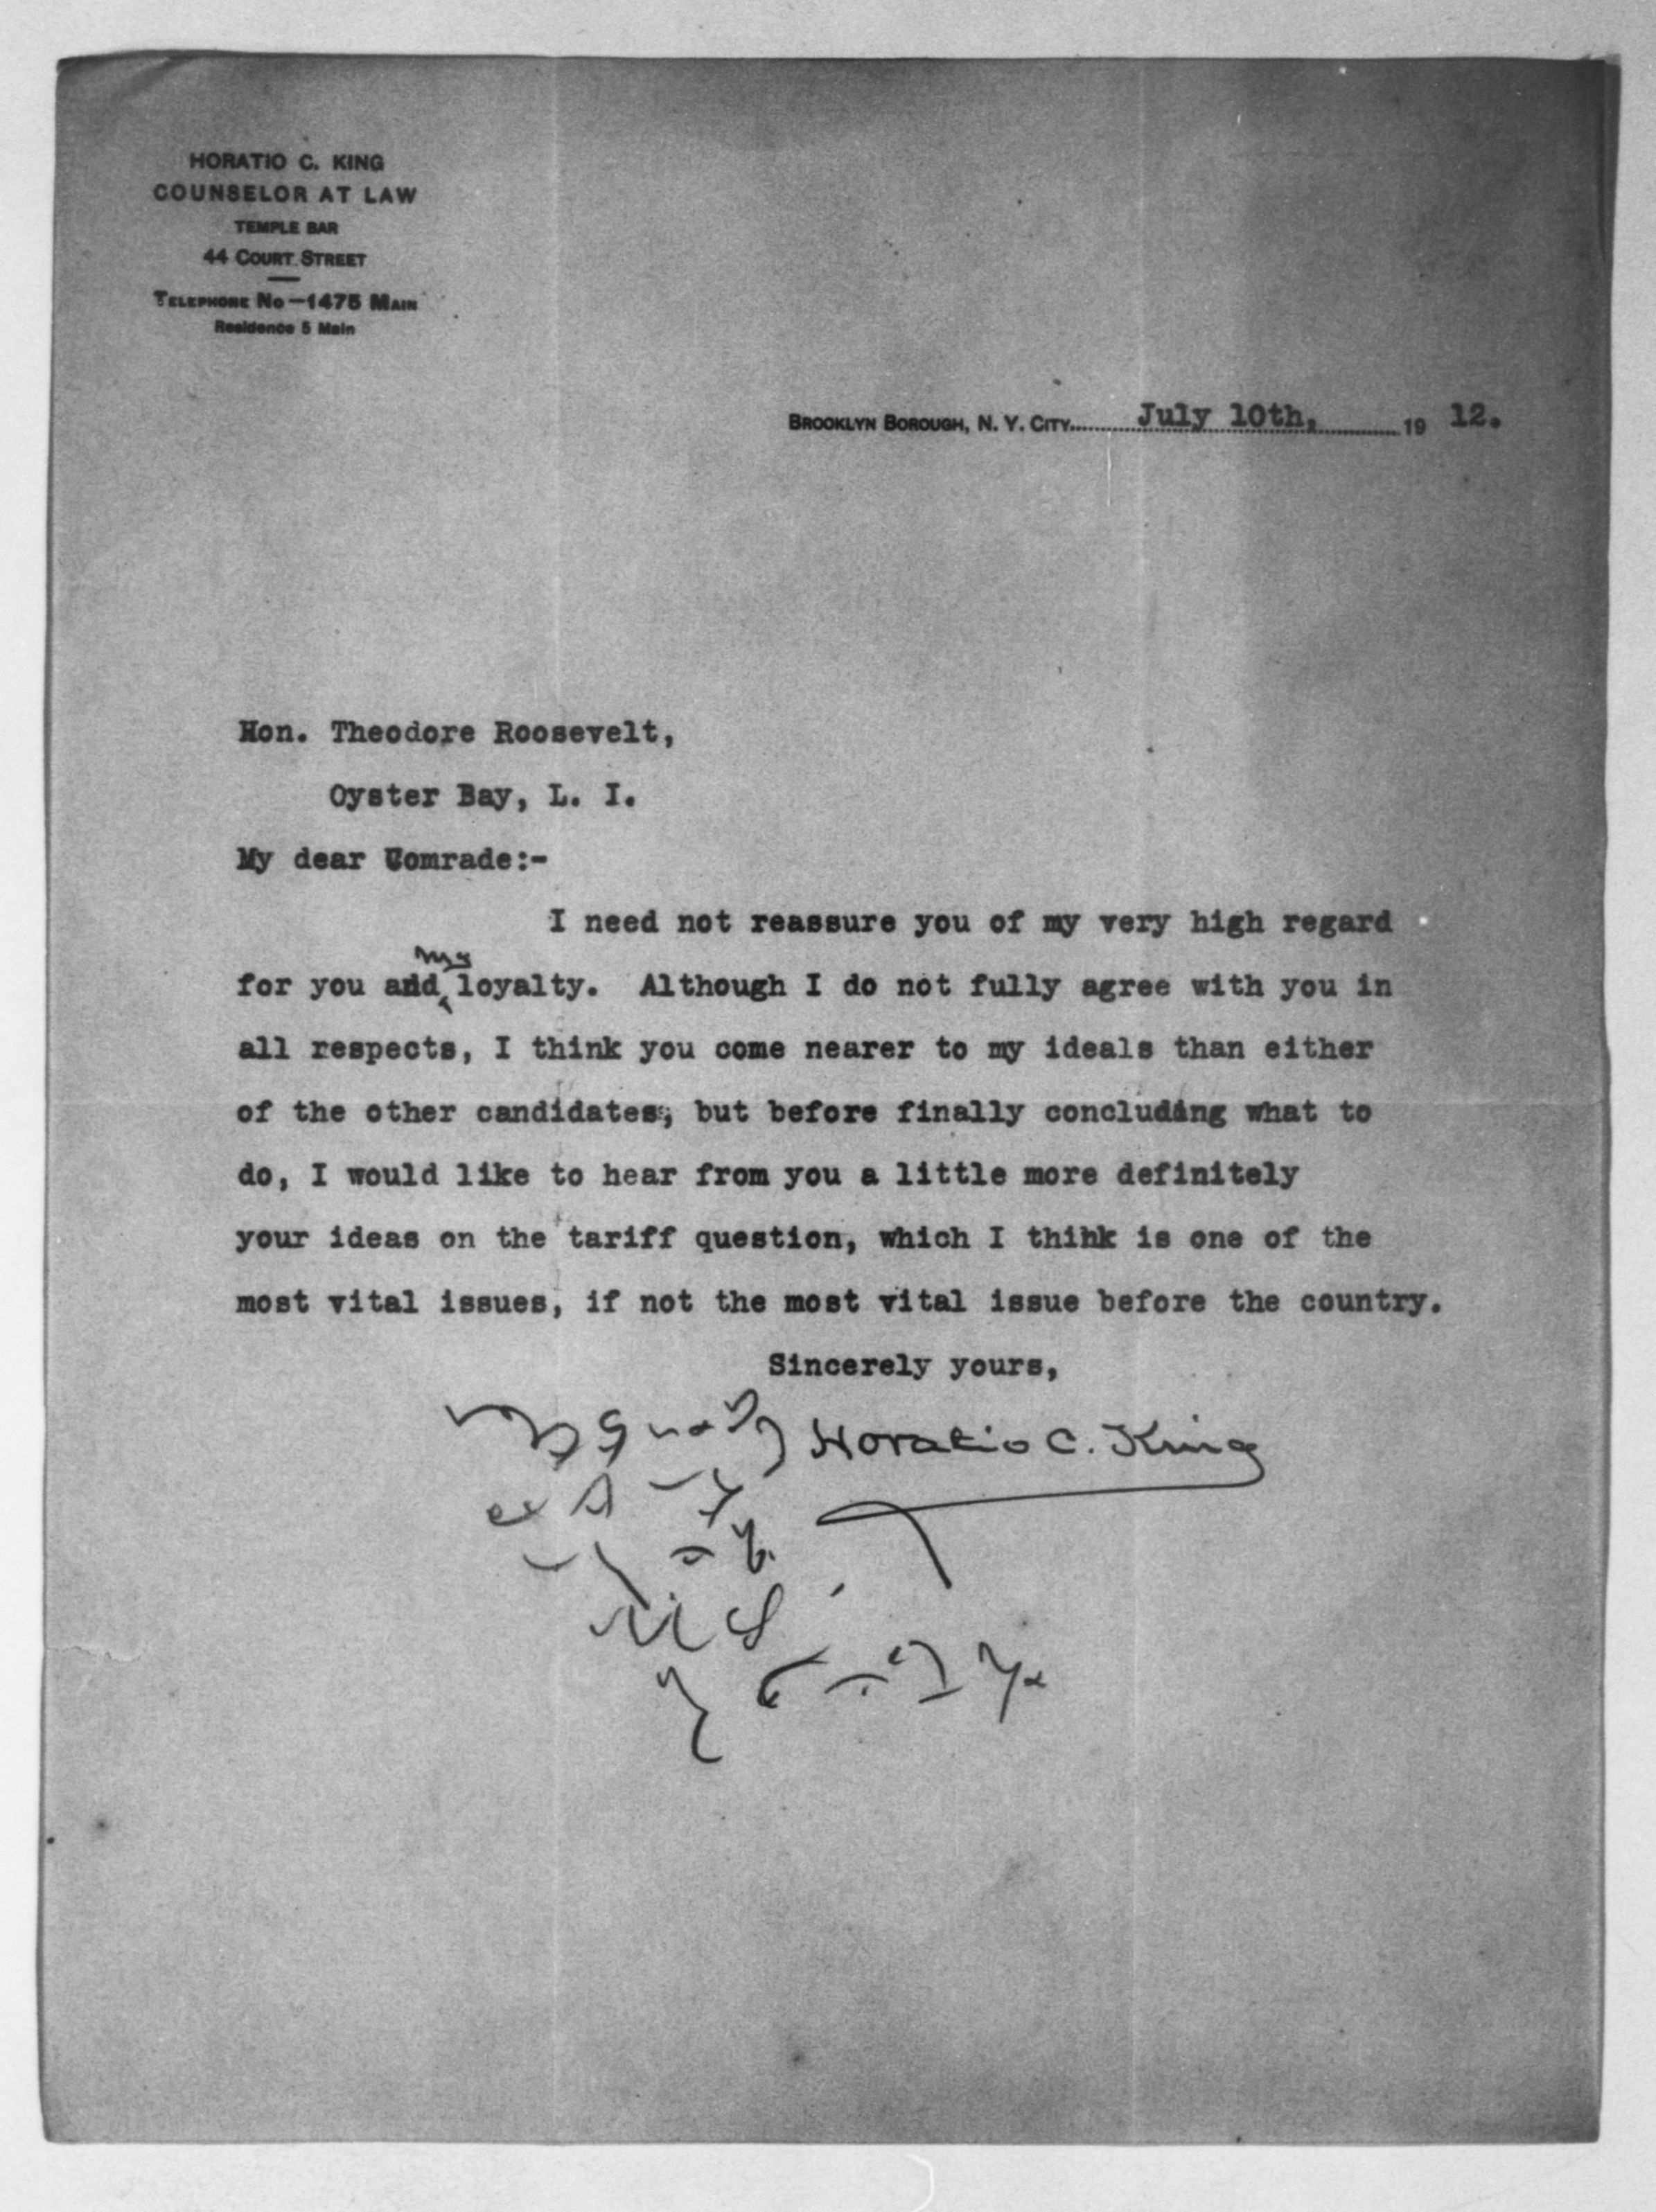 HORATIO C. KING
COUNSELOR AT LAW
TEMPLE BAR
44 COURT STREET
TELEPHONE No—1475 MAIN
Residence 5 Main
BROOKLYN BOROUGH, N. Y. CITY July 10th, 1912.
Hon. Theodore Roosevelt,
Oyster Bay, L. I.
My dear Comrade:-
I need not reassure you of my very high regard
my
for you and loyalty. Although I do not fully agree with you in
all respects, I think you come nearer to my ideals than either
of the other candidates, but before finally concluding what to
do, I would like to hear from you a little more definitely
your ideas on the tariff question, which I think is one of the
most vital issues, if not the most vital issue before the country.
Sincerely yours,
Horatio C. King